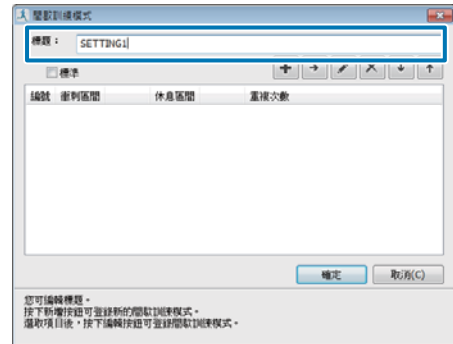 間歇訓練模式
標題： SETTING1
標準
編號 衝刺區間 休息區間 重複次數
確定 取消(C)
您可編輯標題。
按下新增按鈕可登錄新的間歇訓練模式。
選取項目後，按下編輯按鈕可登錄間歇訓練模式。